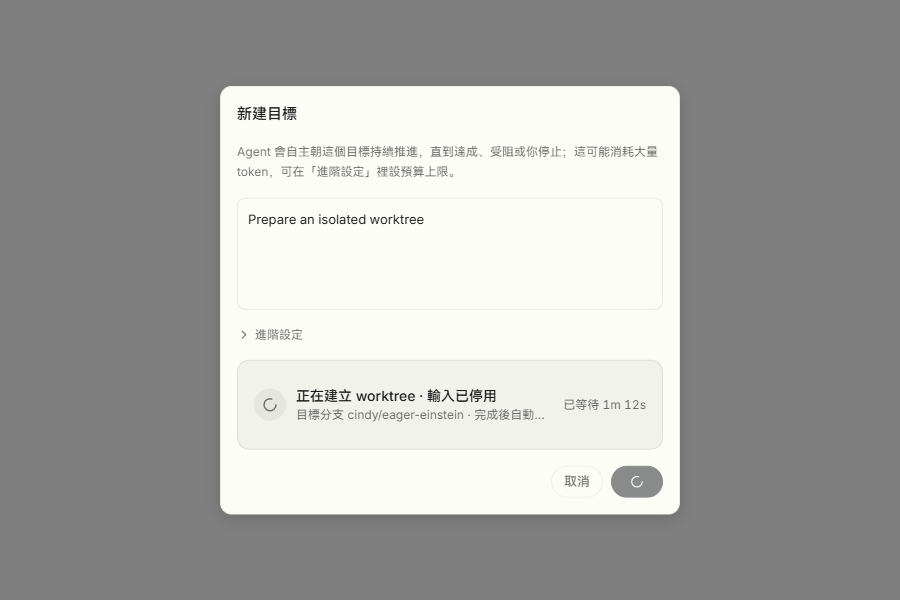 新建目標
Agent 會自主朝這個目標持續推進，直到達成、受阻或你停止；這可能消耗大量
token，可在「進階設定」裡設預算上限。
Prepare an isolated worktree
進階設定
正在建立 worktree · 輸入已停用
目標分支 cindy/eager-einstein · 完成後自動...
已等待 1m 12s
取消